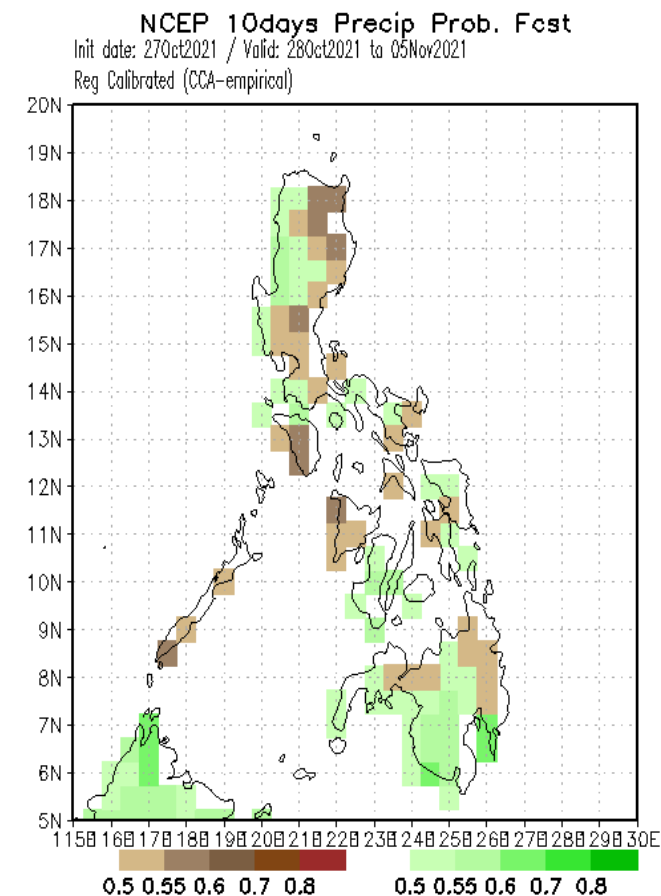 NCEP 10days Precip Prob. Fcst
Init date: 27Oct2021 / Valid: 28Oct2021 to 05Nov2021
Reg Calibrated (CCA-empirical)
20N
19N
18N
17N
16N
15N
14N
13N
12N
11N
10N
9N
8N
7N
6N
5N
115E 116E 117E 118E 119E 120E 121E 122E 123E 124E 125E 126E 127E 128E 129E 130E
0.5 0.55 0.6 0.7 0.8 0.5 0.55 0.6 0.7 0.8